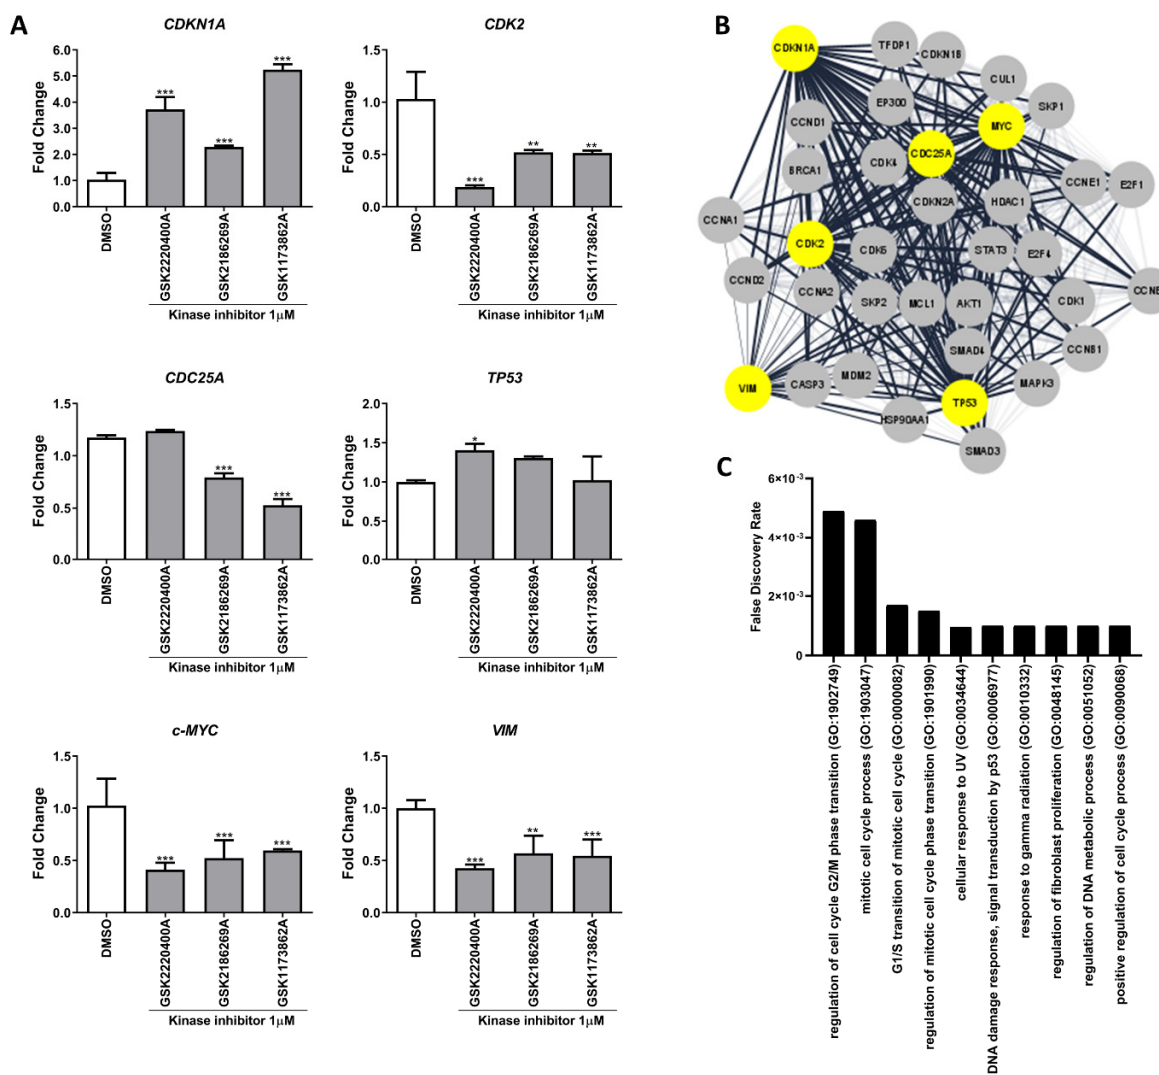 A
CDKN1A
Fold Change
6.0
5.0
4.0
3.0
2.0
1.0
0.0
***
***
***
DMSO
GSK2220400A
GSK2186269A
GSK1173862A
Kinase inhibitor 1μM
CDK2
Fold Change
1.5
1.0
0.5
0.0
***
**
**
DMSO
GSK2220400A
GSK2186269A
GSK1173862A
Kinase inhibitor 1μM
CDC25A
Fold Change
1.5
1.0
0.5
0.0
***
***
DMSO
GSK2220400A
GSK2186269A
GSK1173862A
Kinase inhibitor 1μM
TP53
Fold Change
2.0
1.5
1.0
0.5
0.0
*
DMSO
GSK2220400A
GSK2186269A
GSK1173862A
Kinase inhibitor 1μM
c-MYC
Fold Change
1.5
1.0
0.5
0.0
***
***
***
DMSO
GSK2220400A
GSK2186269A
GSK1173862A
Kinase inhibitor 1μM
VIM
Fold Change
1.5
1.0
0.5
0.0
***
**
***
DMSO
GSK2220400A
GSK2186269A
GSK1173862A
Kinase inhibitor 1μM
B
CDKN1A
TFDP1
CDKN1B
CUL1
SKP1
EP300
CCND1
MYC
CDC25A
CDK4
BRCA1
CCNE1
E2F1
CDKN2A
HDAC1
CCNA1
CDK2
CDK6
STAT3
E2F4
CCND2
CCNA2
SKP2
MCL1
AKT1
CDK1
CCNE
SMAD4
CCNB1
VIM
CASP3
MDM2
TP53
MAPK3
HSP90AA1
SMAD3
C
False Discovery Rate
6×10⁻³
4×10⁻³
2×10⁻³
0
regulation of cell cycle G2/M phase transition (GO:1902749)
mitotic cell cycle process (GO:1903047)
G1/S transition of mitotic cell cycle (GO:0000082)
regulation of mitotic cell cycle phase transition (GO:1901990)
cellular response to UV (GO:0034644)
DNA damage response, signal transduction by p53 (GO:0006977)
response to gamma radiation (GO:0010332)
regulation of fibroblast proliferation (GO:0048145)
regulation of DNA metabolic process (GO:0051052)
positive regulation of cell cycle process (GO:0090068)